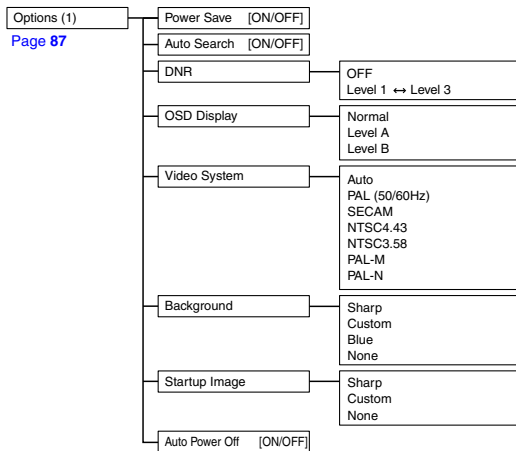 Options (1)
Page 87
Power Save [ON/OFF]
Auto Search [ON/OFF]
DNR
OFF
Level 1 ↔ Level 3
OSD Display
Normal
Level A
Level B
Video System
Auto
PAL (50/60Hz)
SECAM
NTSC4.43
NTSC3.58
PAL-M
PAL-N
Background
Sharp
Custom
Blue
None
Startup Image
Sharp
Custom
None
Auto Power Off [ON/OFF]